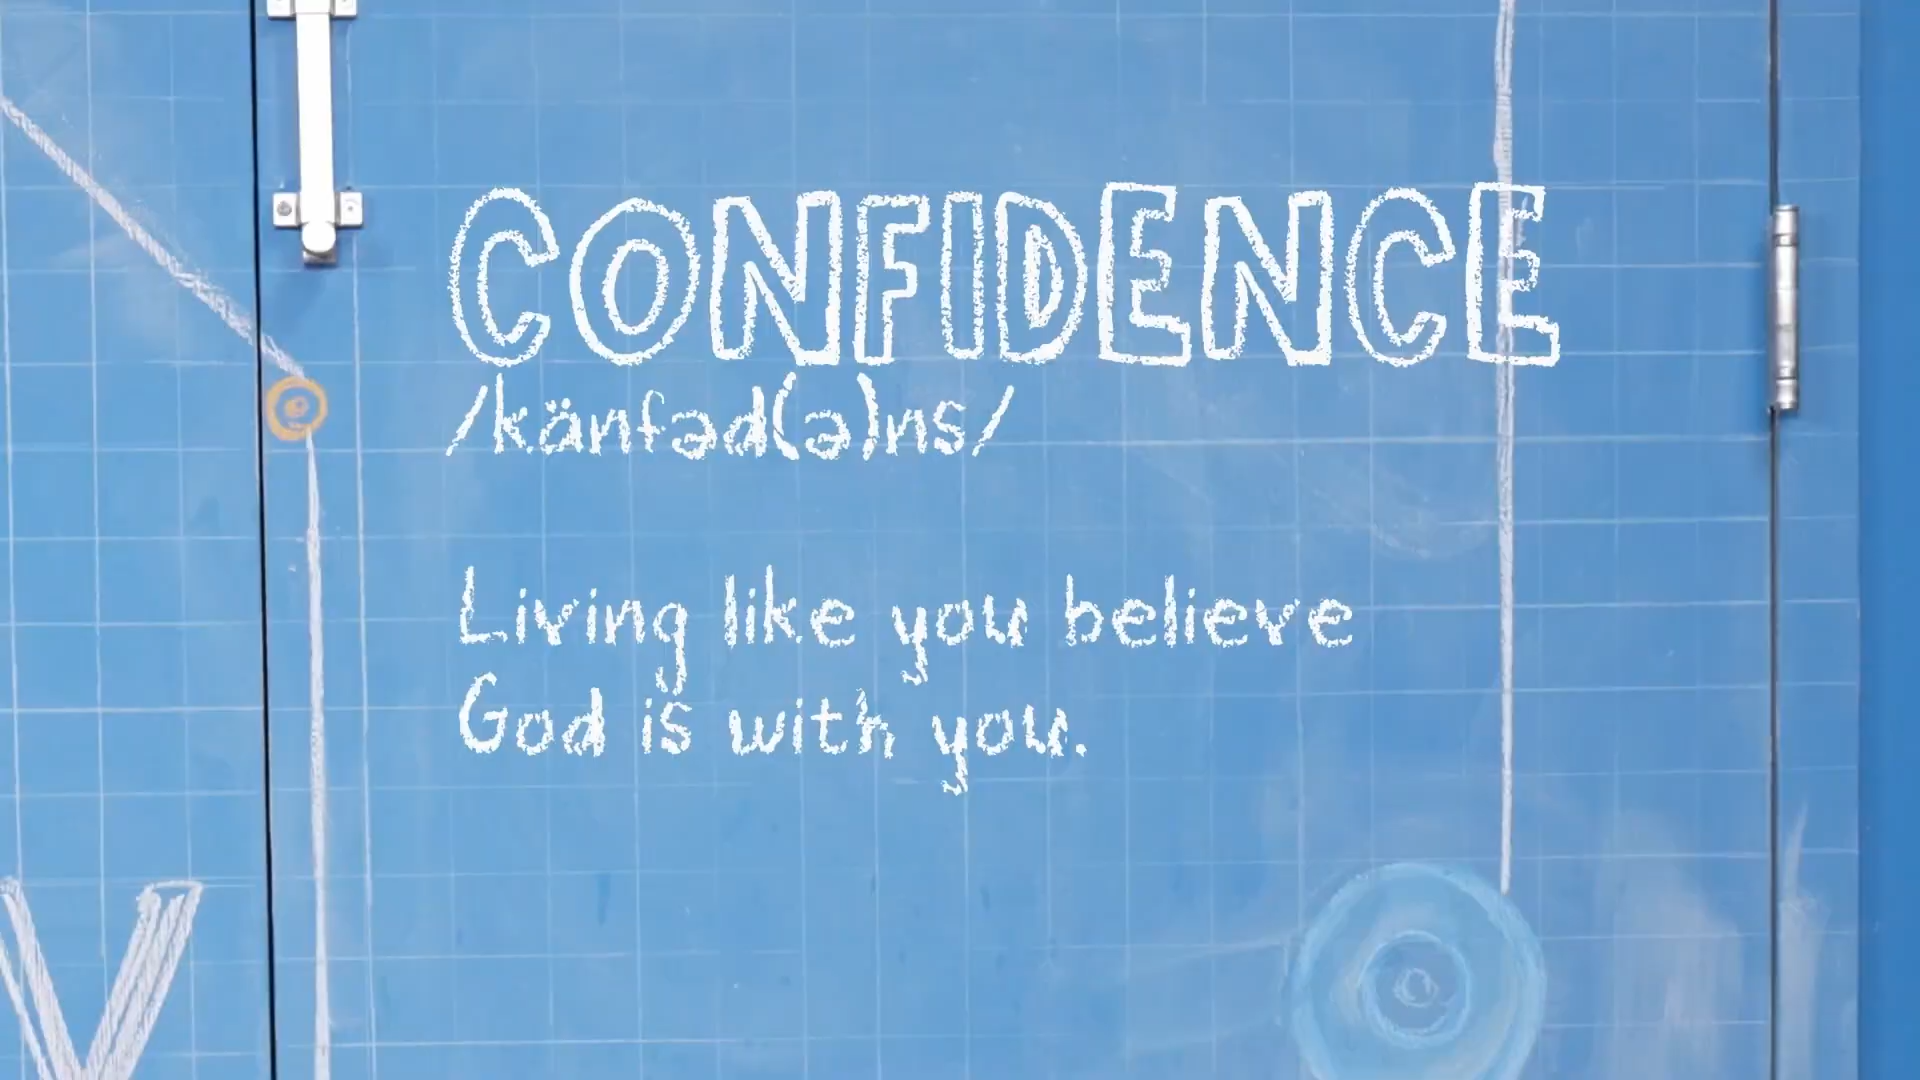 CONFIDENCE
/känfəd(ə)ns/
Living like you believe
God is with you.